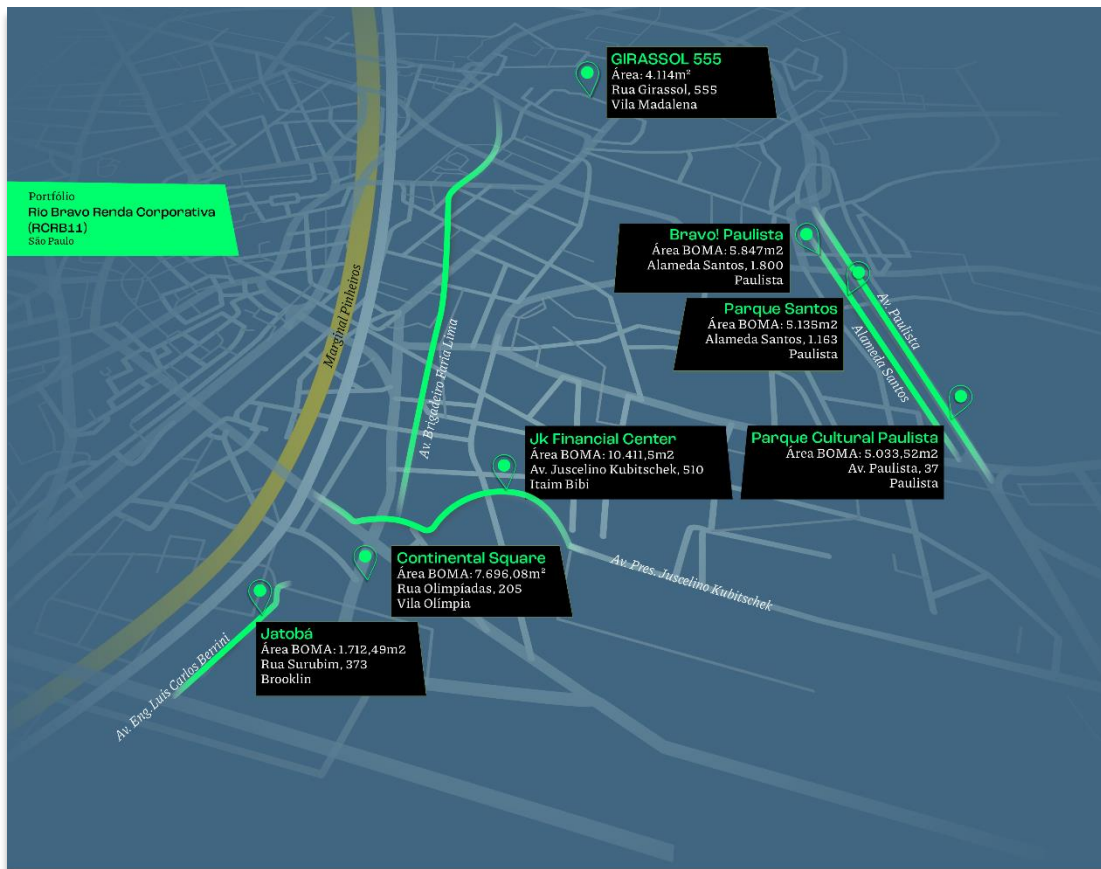 GIRASSOL 555
Área: 4.114m²
Rua Girassol, 555
Vila Madalena
Portfólio
Rio Bravo Renda Corporativa
(RCRB11)
São Paulo
Bravo! Paulista
Área BOMA: 5.847m2
Alameda Santos, 1.800
Paulista
Parque Santos
Área BOMA: 5.135m2
Alameda Santos, 1.163
Paulista
Av. Paulista
Alameda Santos
Marginal Pinheiros
Av. Brigadeiro Faria Lima
Jk Financial Center
Área BOMA: 10.411,5m2
Av. Juscelino Kubitschek, 510
Itaim Bibi
Parque Cultural Paulista
Área BOMA: 5.033,52m2
Av. Paulista, 37
Paulista
Continental Square
Área BOMA: 7.696,08m²
Rua Olimpíadas, 205
Vila Olímpia
Av. Pres. Juscelino Kubitschek
Jatobá
Área BOMA: 1.712,49m2
Rua Surubim, 373
Brooklin
Av. Eng.Luis Carlos Berrini